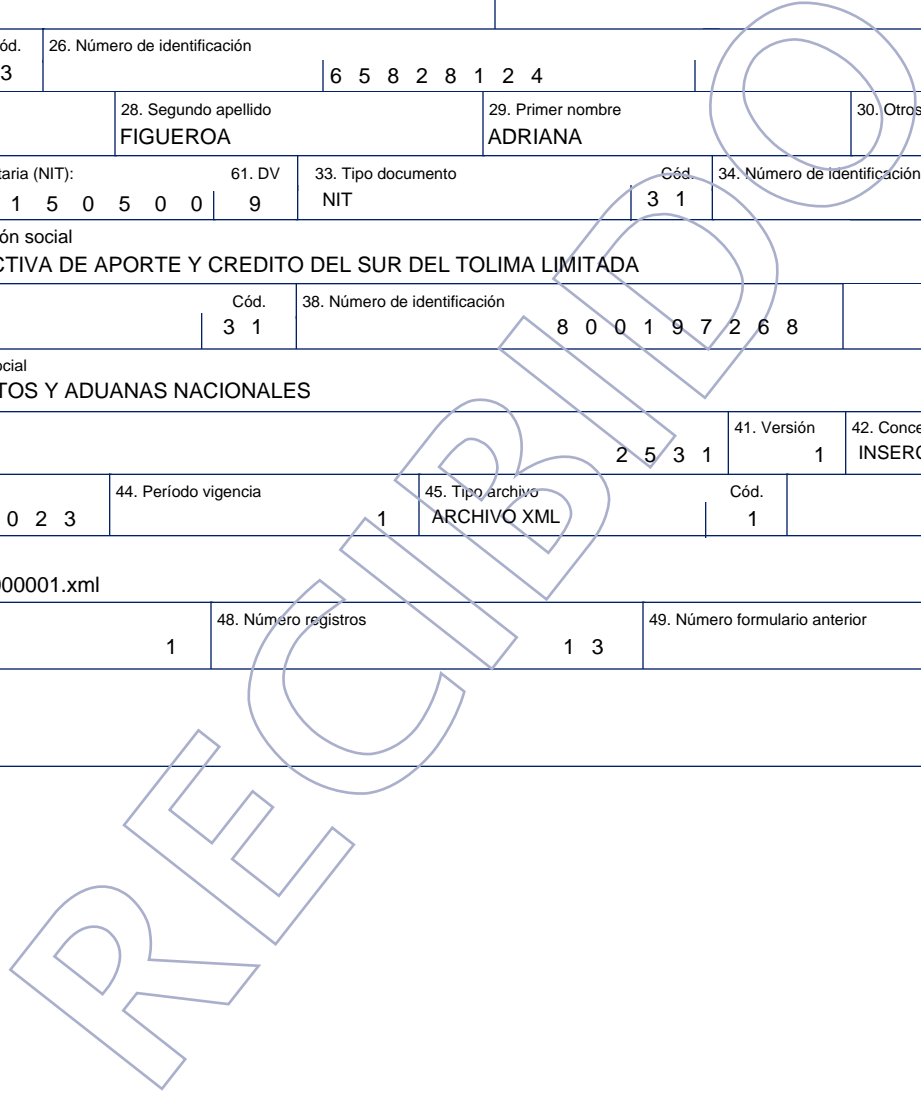 ód. 26. Número de identificación
3 6 5 8 2 8 1 2 4
28. Segundo apellido 29. Primer nombre 30. Otros
FIGUEROA ADRIANA
taria (NIT): 61. DV 33. Tipo documento Cód. 34. Número de identificación
1 5 0 5 0 0 9 NIT 3 1
ón social
CTIVA DE APORTE Y CREDITO DEL SUR DEL TOLIMA LIMITADA
Cód. 38. Número de identificación
3 1 8 0 0 1 9 7 2 6 8
ocial
TOS Y ADUANAS NACIONALES
41. Versión 42. Conce
2 5 3 1 1 INSERC
44. Período vigencia 45. Tipo archivo Cód.
0 2 3 1 ARCHIVO XML 1
000001.xml
48. Número registros 49. Número formulario anterior
1 1 3
RECIBIDO